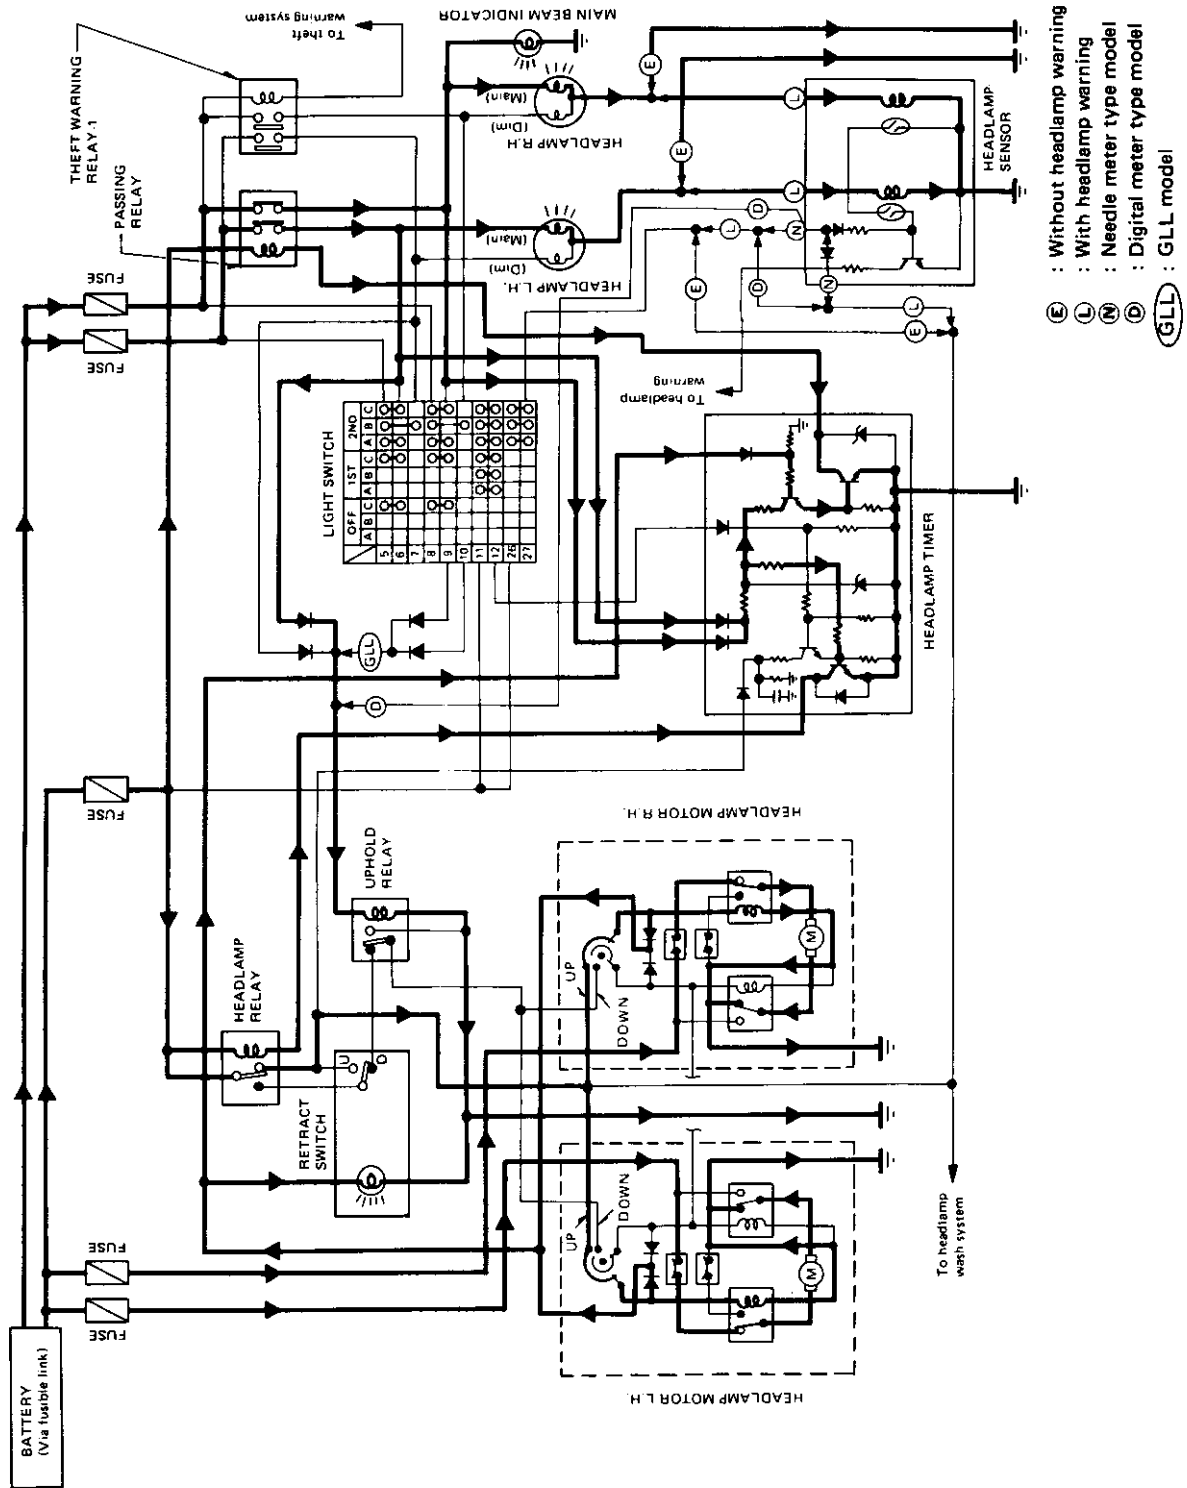 BATTERY
(Via fusible link)
FUSE
FUSE
FUSE
FUSE
FUSE
THEFT WARNING
RELAY-1
PASSING
RELAY
To theft
warning system
MAIN BEAM INDICATOR
(Main)
(Dim)
HEADLAMP R.H
(Main)
(Dim)
HEADLAMP L.H.
LIGHT SWITCH
OFF 1ST 2ND
A B C A B C A B C
5
6
7
8
9
10
11
12
26
27
GLL
D
E
E
L
L
D
L
N
E
D
N
E
L
HEADLAMP
SENSOR
To headlamp
warning
HEADLAMP TIMER
HEADLAMP
RELAY
UPHOLD
RELAY
RETRACT
SWITCH
U
D
HEADLAMP MOTOR R.H.
UP
DOWN
M
HEADLAMP MOTOR L.H
UP
DOWN
M
To headlamp
wash system
E : Without headlamp warning
L : With headlamp warning
N : Needle meter type model
D : Digital meter type model
GLL : GLL model